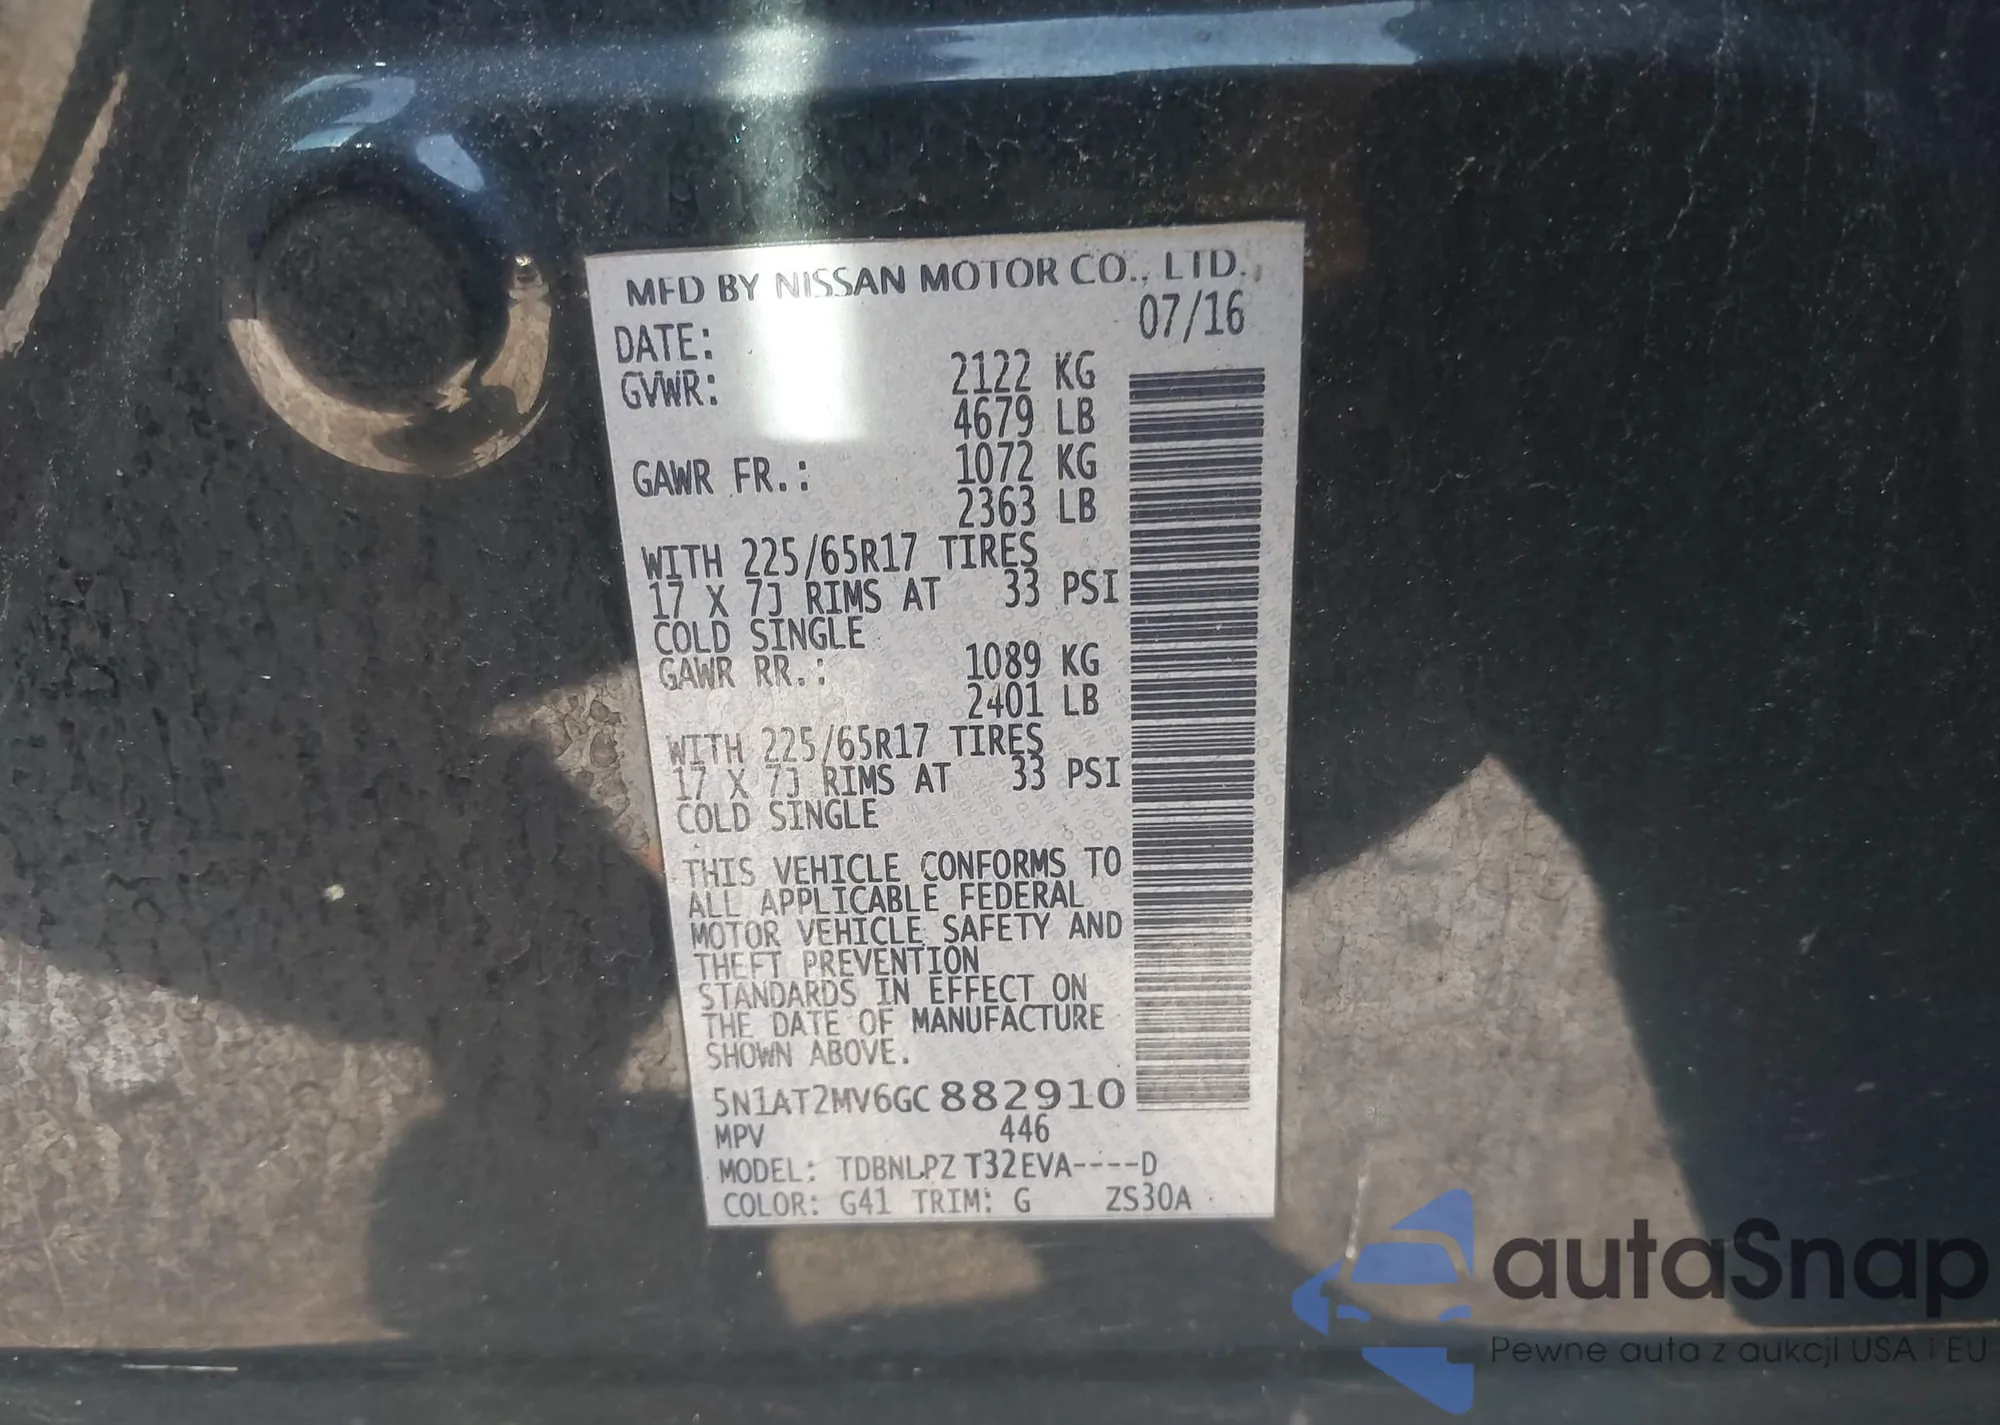 MFD BY NISSAN MOTOR CO., LTD.
DATE: 07/16
GVWR: 2122 KG
4679 LB
GAWR FR.: 1072 KG
2363 LB
WITH 225/65R17 TIRES
17 X 7J RIMS AT 33 PSI
COLD SINGLE
GAWR RR.: 1089 KG
2401 LB
WITH 225/65R17 TIRES
17 X 7J RIMS AT 33 PSI
COLD SINGLE
THIS VEHICLE CONFORMS TO
ALL APPLICABLE FEDERAL
MOTOR VEHICLE SAFETY AND
THEFT PREVENTION
STANDARDS IN EFFECT ON
THE DATE OF MANUFACTURE
SHOWN ABOVE.
5N1AT2MV6GC882910
MPV 446
MODEL: TDBNLPZ T32EVA----D
COLOR: G41 TRIM: G ZS30A
autaSnap
Pewne auta z aukcji USA i EU